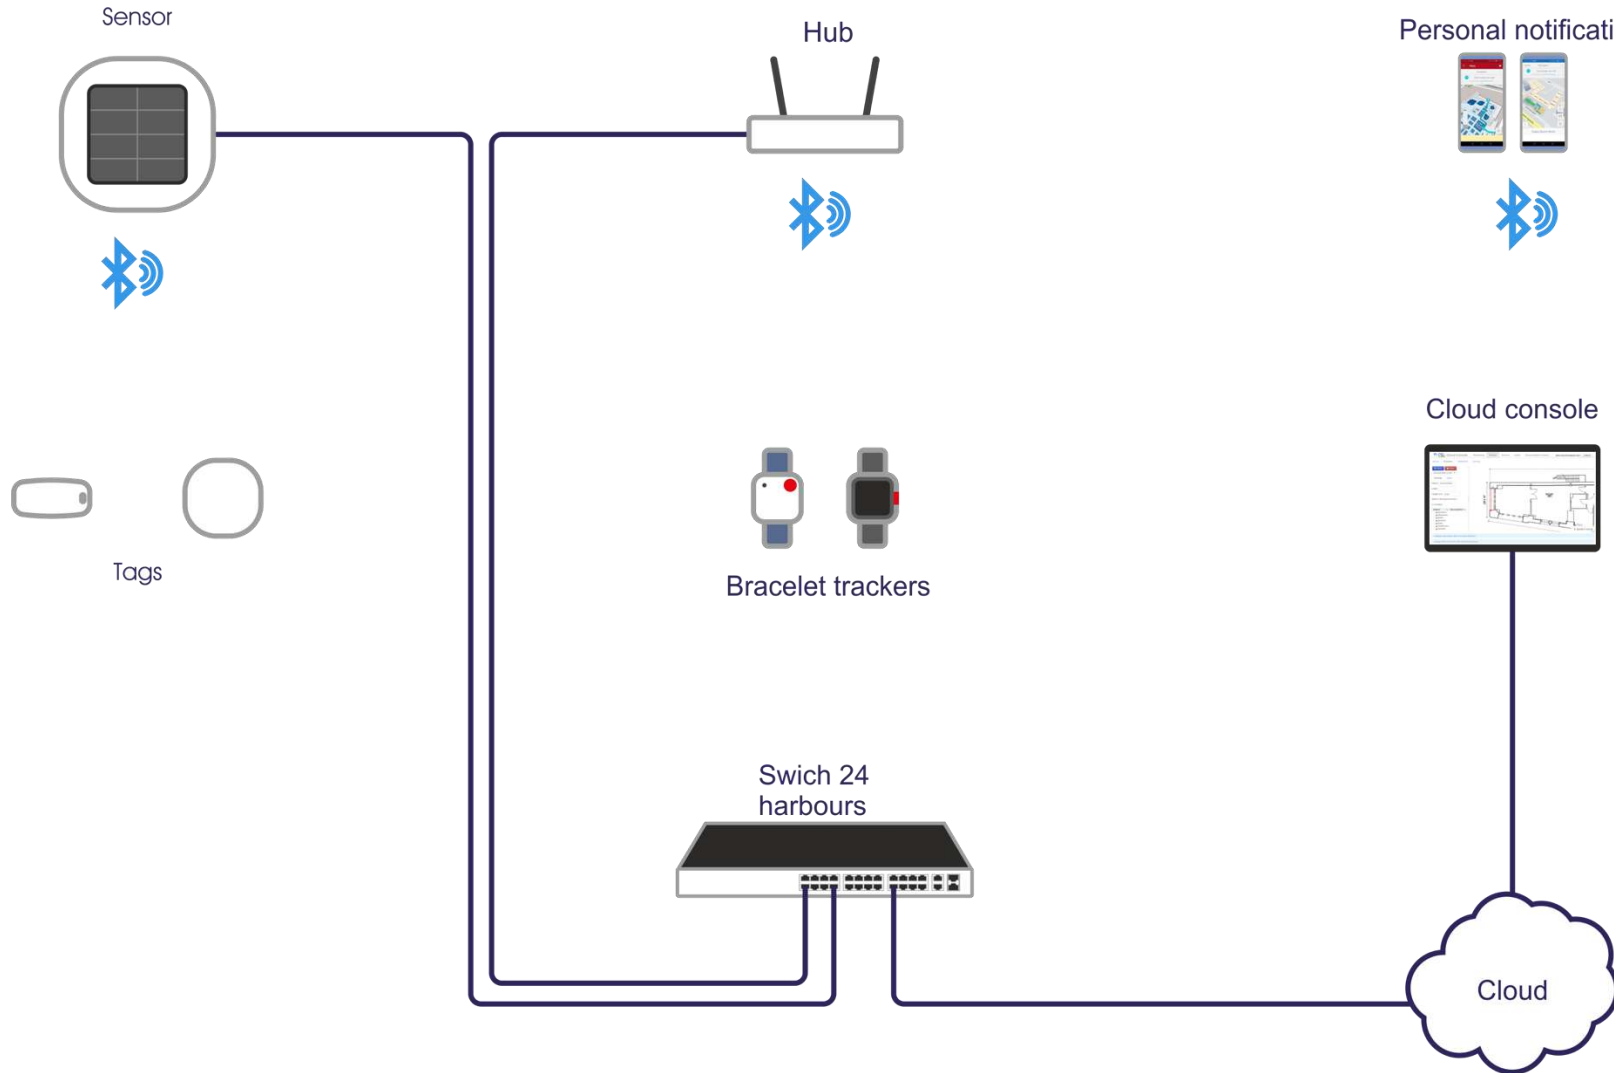 Sensor
Hub
Personal notificati
Cloud console
Tags
Bracelet trackers
Swich 24
harbours
Cloud